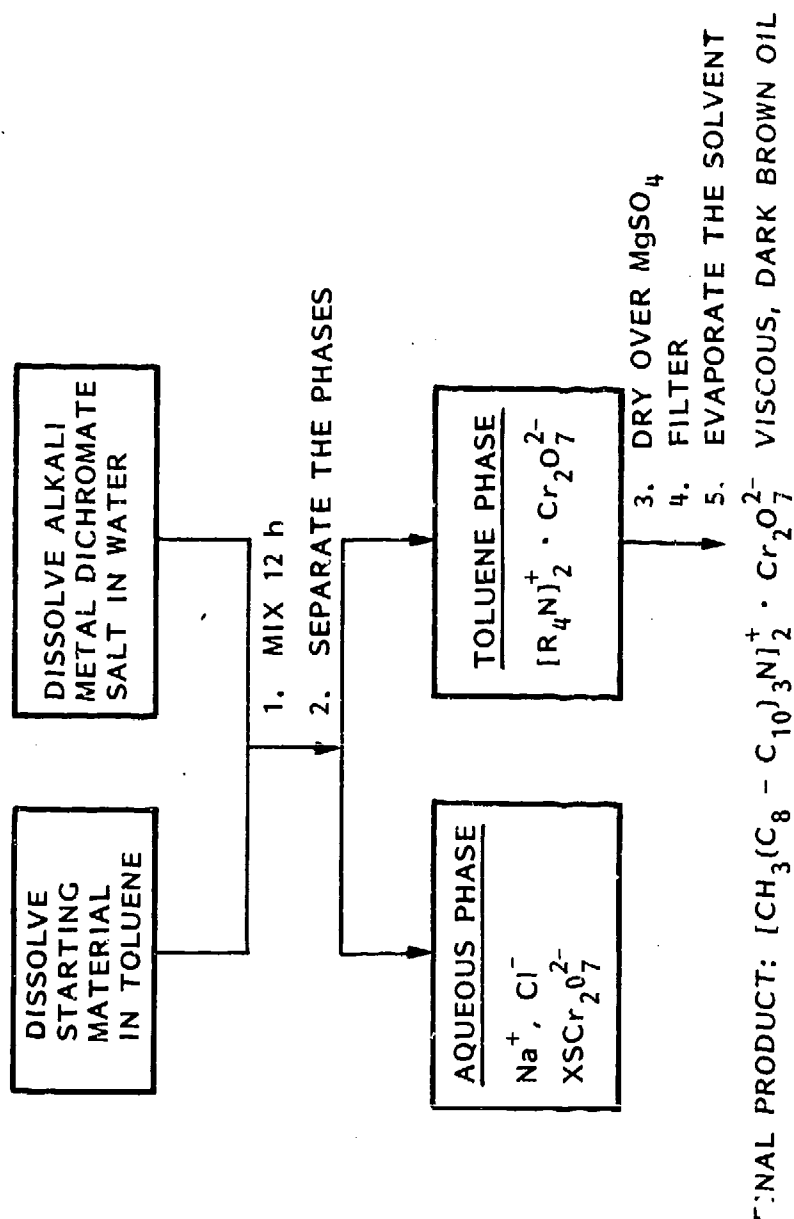 DISSOLVE
STARTING
MATERIAL
IN TOLUENE
DISSOLVE ALKALI
METAL DICHROMATE
SALT IN WATER
1. MIX 12 h
2. SEPARATE THE PHASES
AQUEOUS PHASE
Na⁺, Cl⁻
XSCr₂O₇²⁻
TOLUENE PHASE
[R₄N]₂⁺ · Cr₂O₇²⁻
3. DRY OVER MgSO₄
4. FILTER
5. EVAPORATE THE SOLVENT
FINAL PRODUCT: [CH₃(C₈ – C₁₀)₃N]₂⁺ · Cr₂O₇²⁻ VISCOUS, DARK BROWN OIL